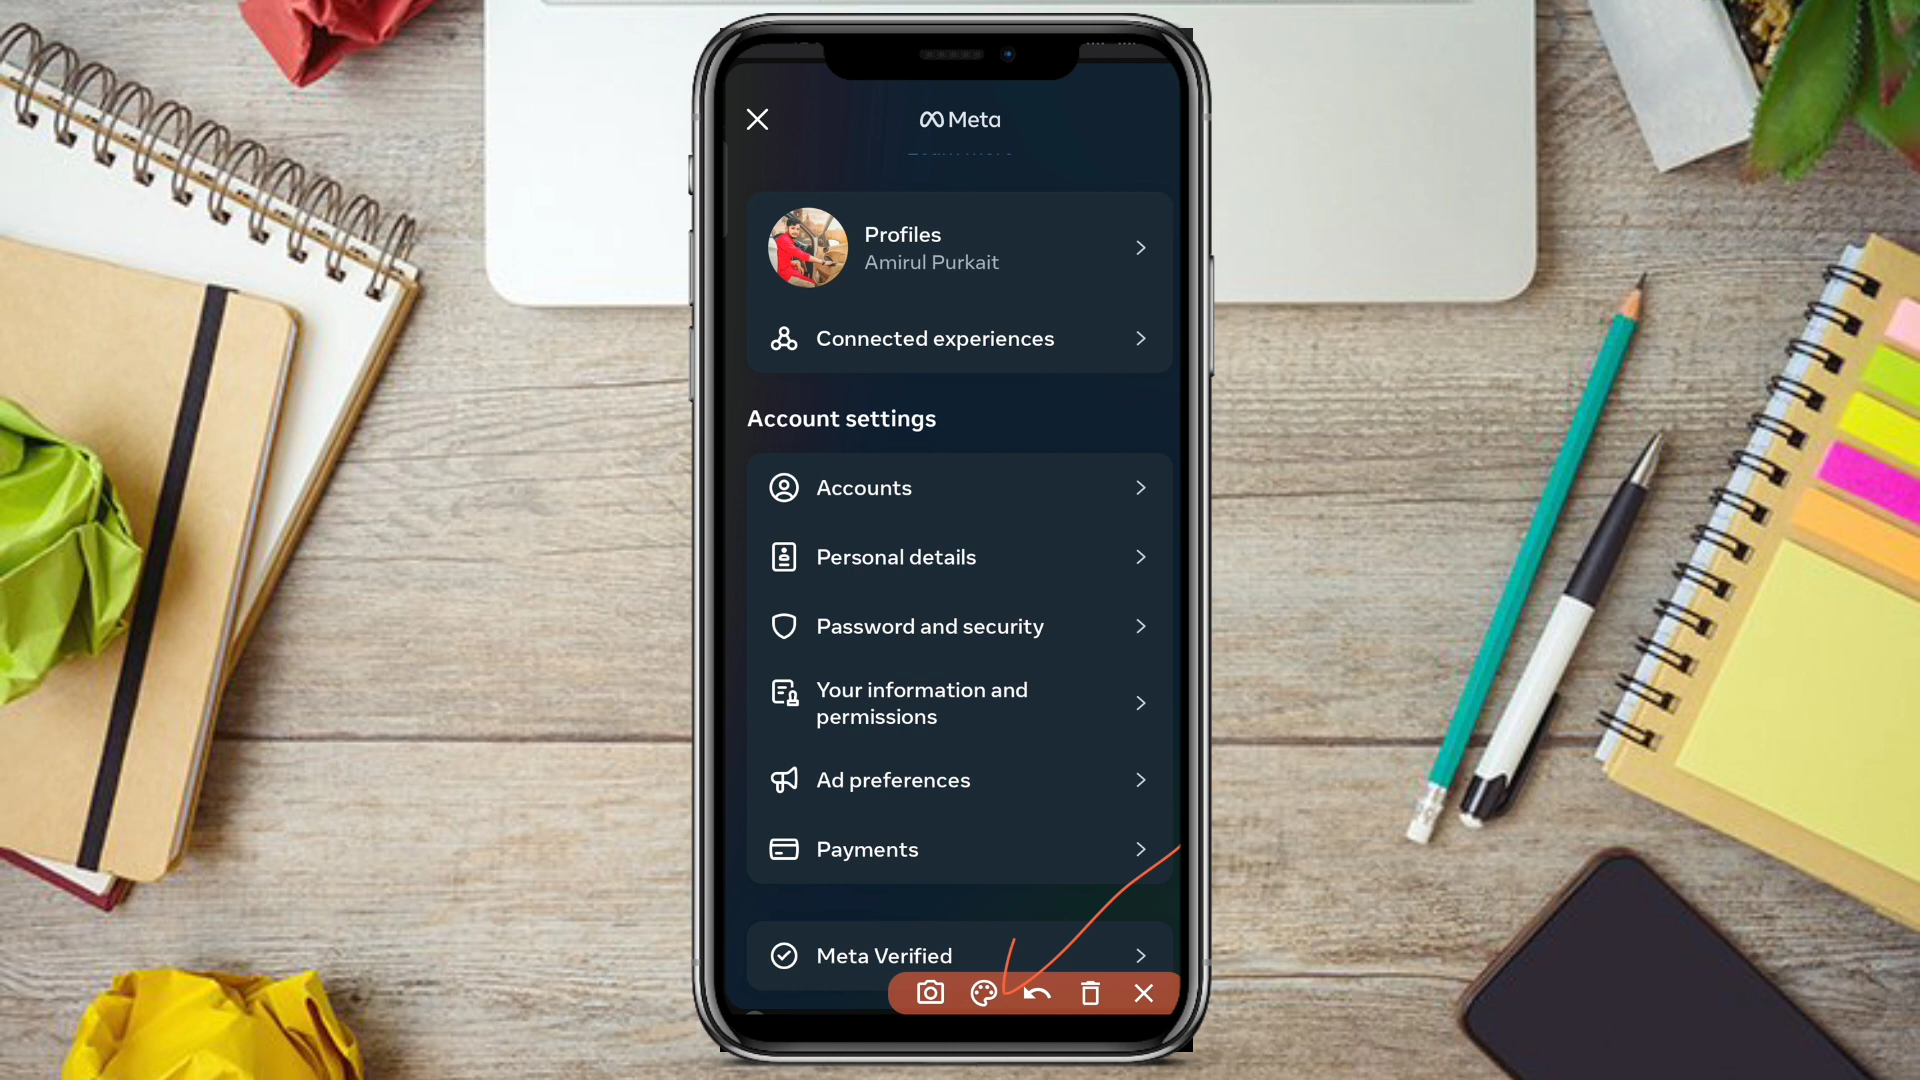 Meta
Profiles
Amirul Purkait
Connected experiences
Account settings
Accounts
Personal details
Password and security
Your information and
permissions
Ad preferences
Payments
Meta Verified